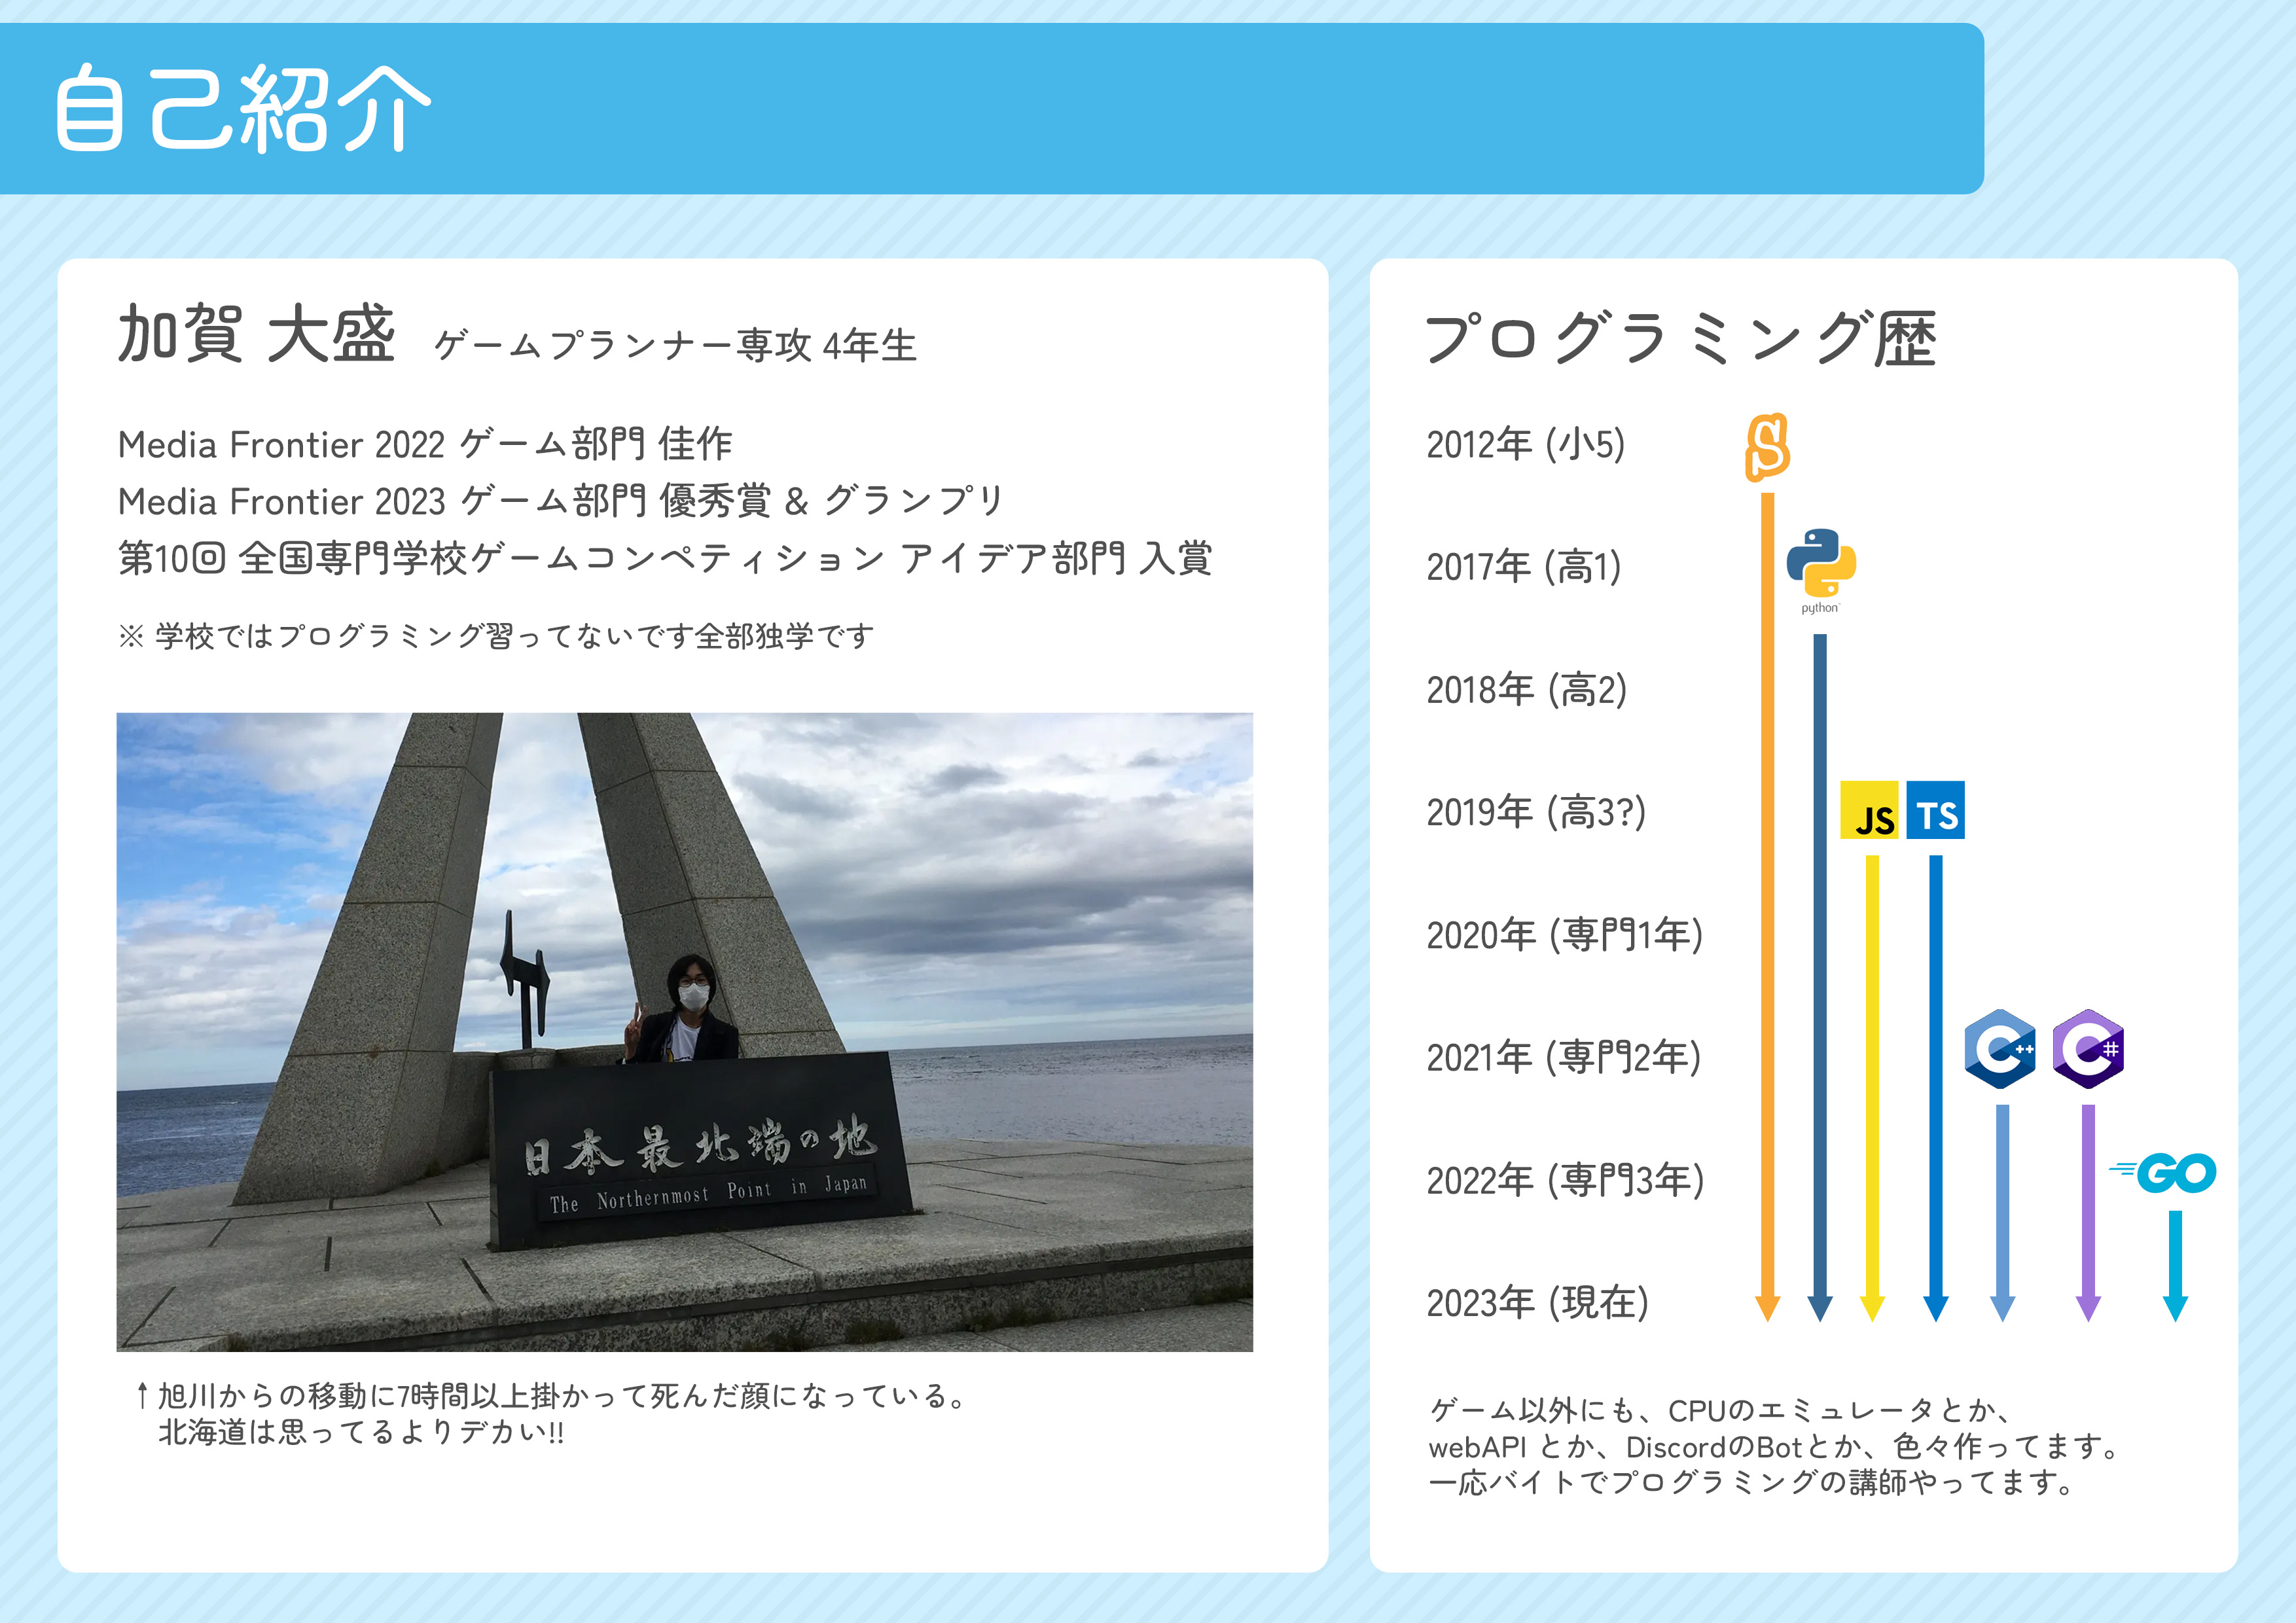 自己紹介
加賀 大盛 ゲームプランナー専攻 4年生
Media Frontier 2022 ゲーム部門 佳作
Media Frontier 2023 ゲーム部門 優秀賞 & グランプリ
第10回 全国専門学校ゲームコンペティション アイデア部門 入賞
※ 学校ではプログラミング習ってないです全部独学です
日本最北端の地
The Northernmost Point in Japan
↑旭川からの移動に7時間以上掛かって死んだ顔になっている。
北海道は思ってるよりデカい!!
プログラミング歴
2012年 (小5) S
2017年 (高1) python
2018年 (高2)
2019年 (高3?) JS TS
2020年 (専門1年)
2021年 (専門2年) C++ C#
2022年 (専門3年) GO
2023年 (現在)
ゲーム以外にも、CPUのエミュレータとか、
webAPI とか、DiscordのBotとか、色々作ってます。
一応バイトでプログラミングの講師やってます。